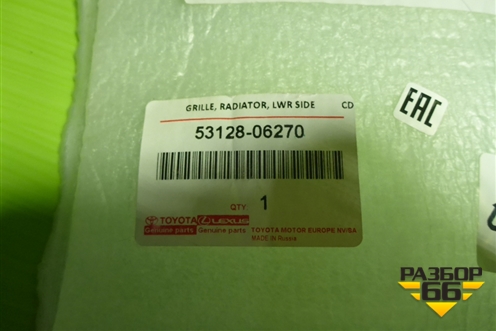 GRILLE, RADIATOR, LWR SIDE CD
53128-06270
QTY: 1
TOYOTA LEXUS
Genuine parts Genuine parts
TOYOTA MOTOR EUROPE NV/SA
MADE IN Russia
EAC
РАЗБОР
66